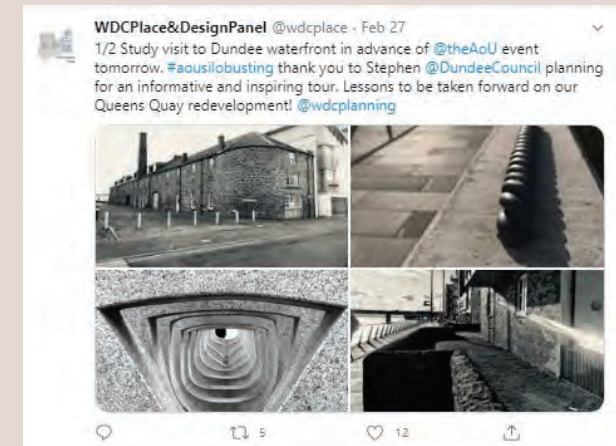 WDCPlace&DesignPanel @wdcplace · Feb 27
1/2 Study visit to Dundee waterfront in advance of @theAoU event
tomorrow. #aousilobusting thank you to Stephen @DundeeCouncil planning
for an informative and inspiring tour. Lessons to be taken forward on our
Queens Quay redevelopment! @wdcplanning
5
12